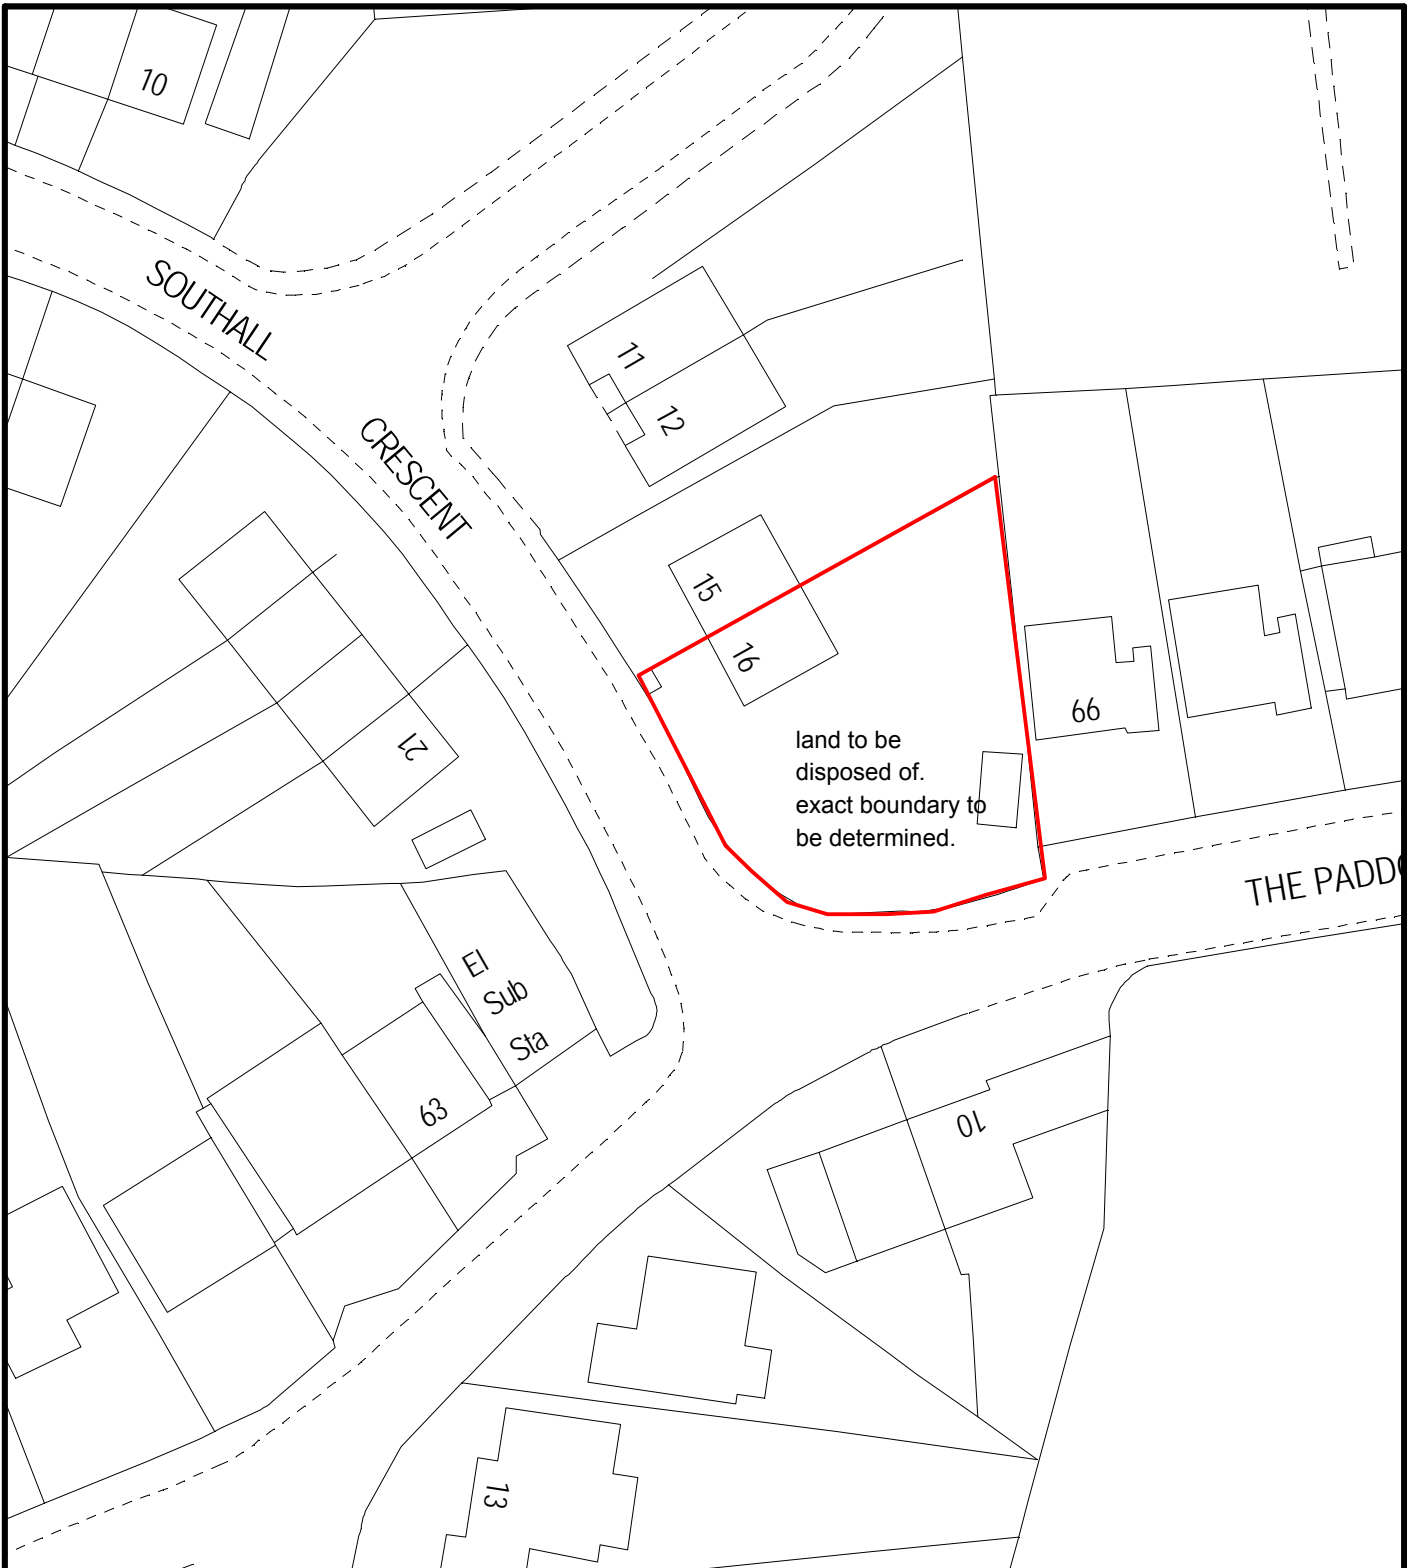 10
SOUTHALL
CRESCENT
11
12
15
16
66
21
land to be
disposed of.
exact boundary to
be determined.
THE PADD
El
Sub
Sta
63
10
13